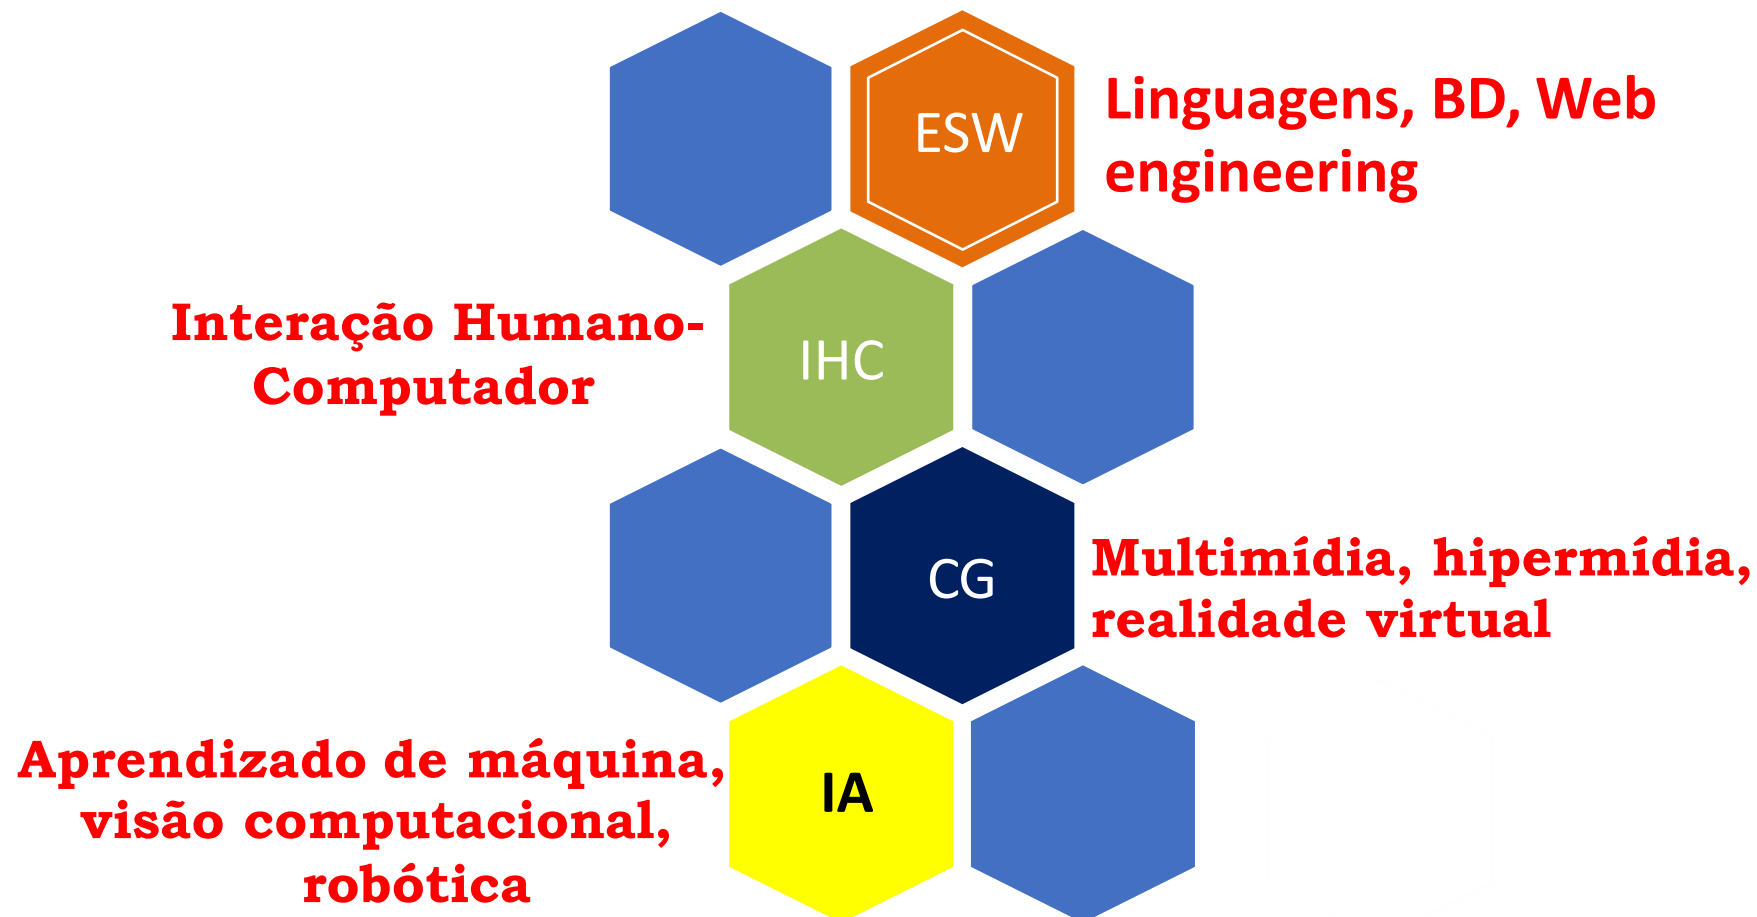 ESW
Linguagens, BD, Web
engineering
Interação Humano-
Computador
IHC
CG
Multimídia, hipermídia,
realidade virtual
Aprendizado de máquina,
visão computacional,
robótica
IA